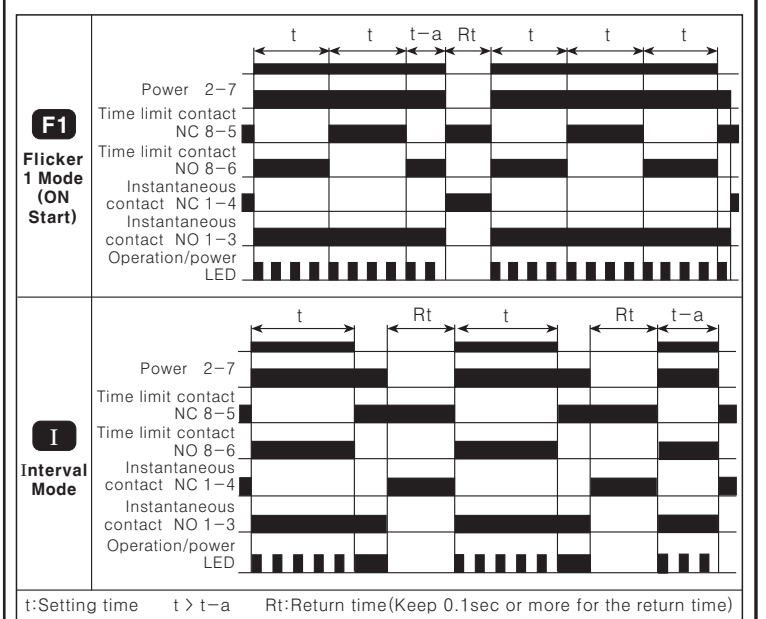 t t t-a Rt t t t
F1
Flicker
1 Mode
(ON
Start)
Power 2-7
Time limit contact
NC 8-5
Time limit contact
NO 8-6
Instantaneous
contact NC 1-4
Instantaneous
contact NO 1-3
Operation/power
LED
t Rt t Rt t-a
I
Interval
Mode
Power 2-7
Time limit contact
NC 8-5
Time limit contact
NO 8-6
Instantaneous
contact NC 1-4
Instantaneous
contact NO 1-3
Operation/power
LED
t:Setting time t > t-a Rt:Return time(Keep 0.1sec or more for the return time)